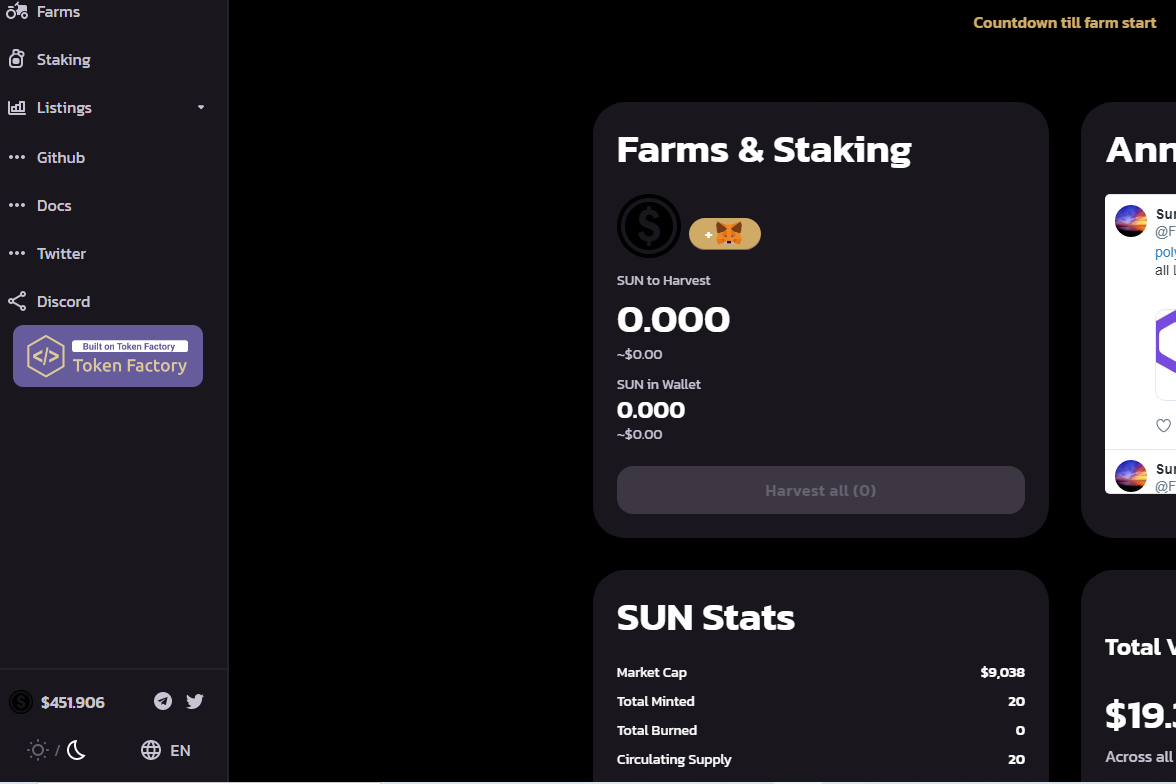 Farms
Staking
Listings
Github
Docs
Twitter
Discord
Built on Token Factory
</> Token Factory
$451.906
/
EN
Countdown till farm start
Farms & Staking
$
+
SUN to Harvest
0.000
~$0.00
SUN in Wallet
0.000
~$0.00
Harvest all (0)
SUN Stats
Market Cap $9,038
Total Minted 20
Total Burned 0
Circulating Supply 20
Ann
Sun
@F
poly
all
Sun
@F
Total V
$19.
Across all